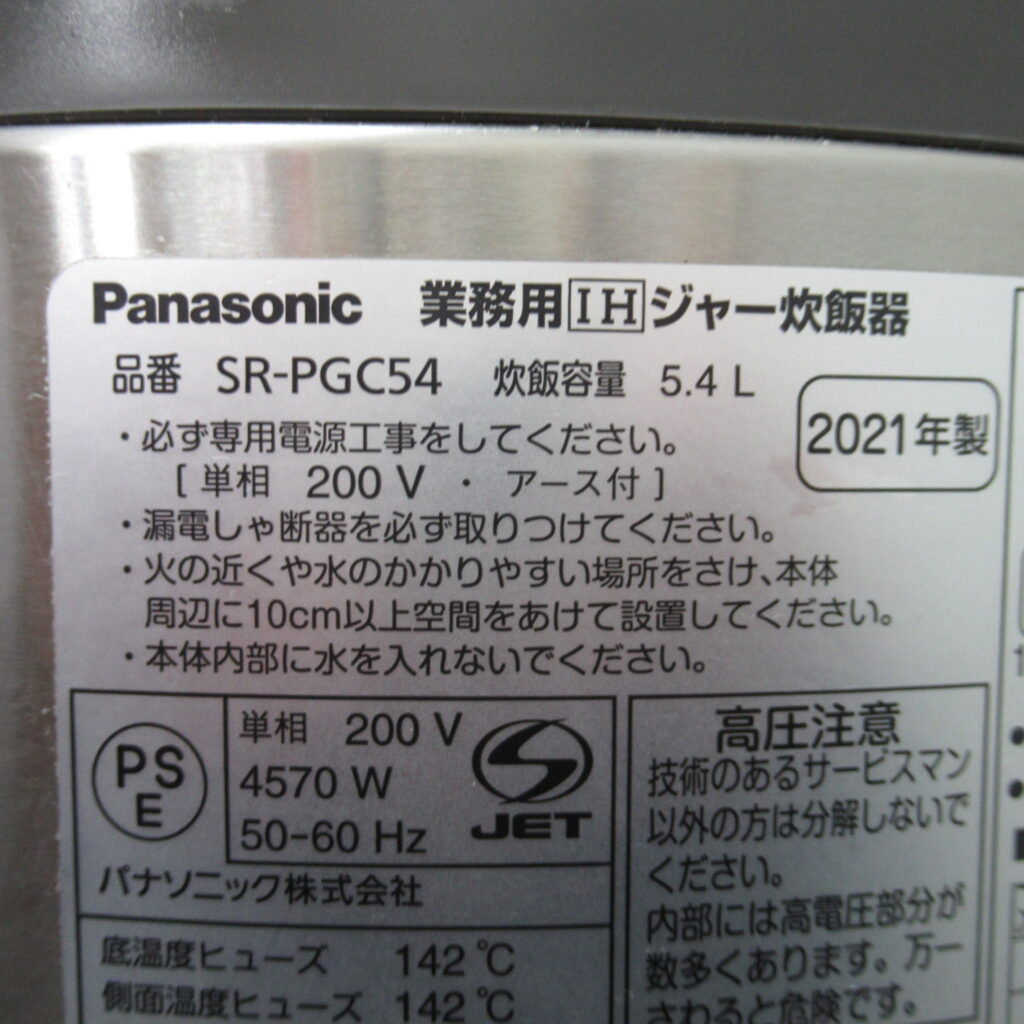 Panasonic 業務用IHジャー炊飯器
品番 SR-PGC54 炊飯容量 5.4 L
2021年製
・必ず専用電源工事をしてください。
[ 単相 200 V ・ アース付 ]
・漏電しゃ断器を必ず取りつけてください。
・火の近くや水のかかりやすい場所をさけ、本体
周辺に10cm以上空間をあけて設置してください。
・本体内部に水を入れないでください。
PS
E
単相 200 V
4570 W
50-60 Hz
JET
パナソニック株式会社
底温度ヒューズ 142℃
側面温度ヒューズ 142℃
高圧注意
技術のあるサービスマン
以外の方は分解しないで
ください。
内部には高電圧部分が
数多くあります。万一
さわると危険です。